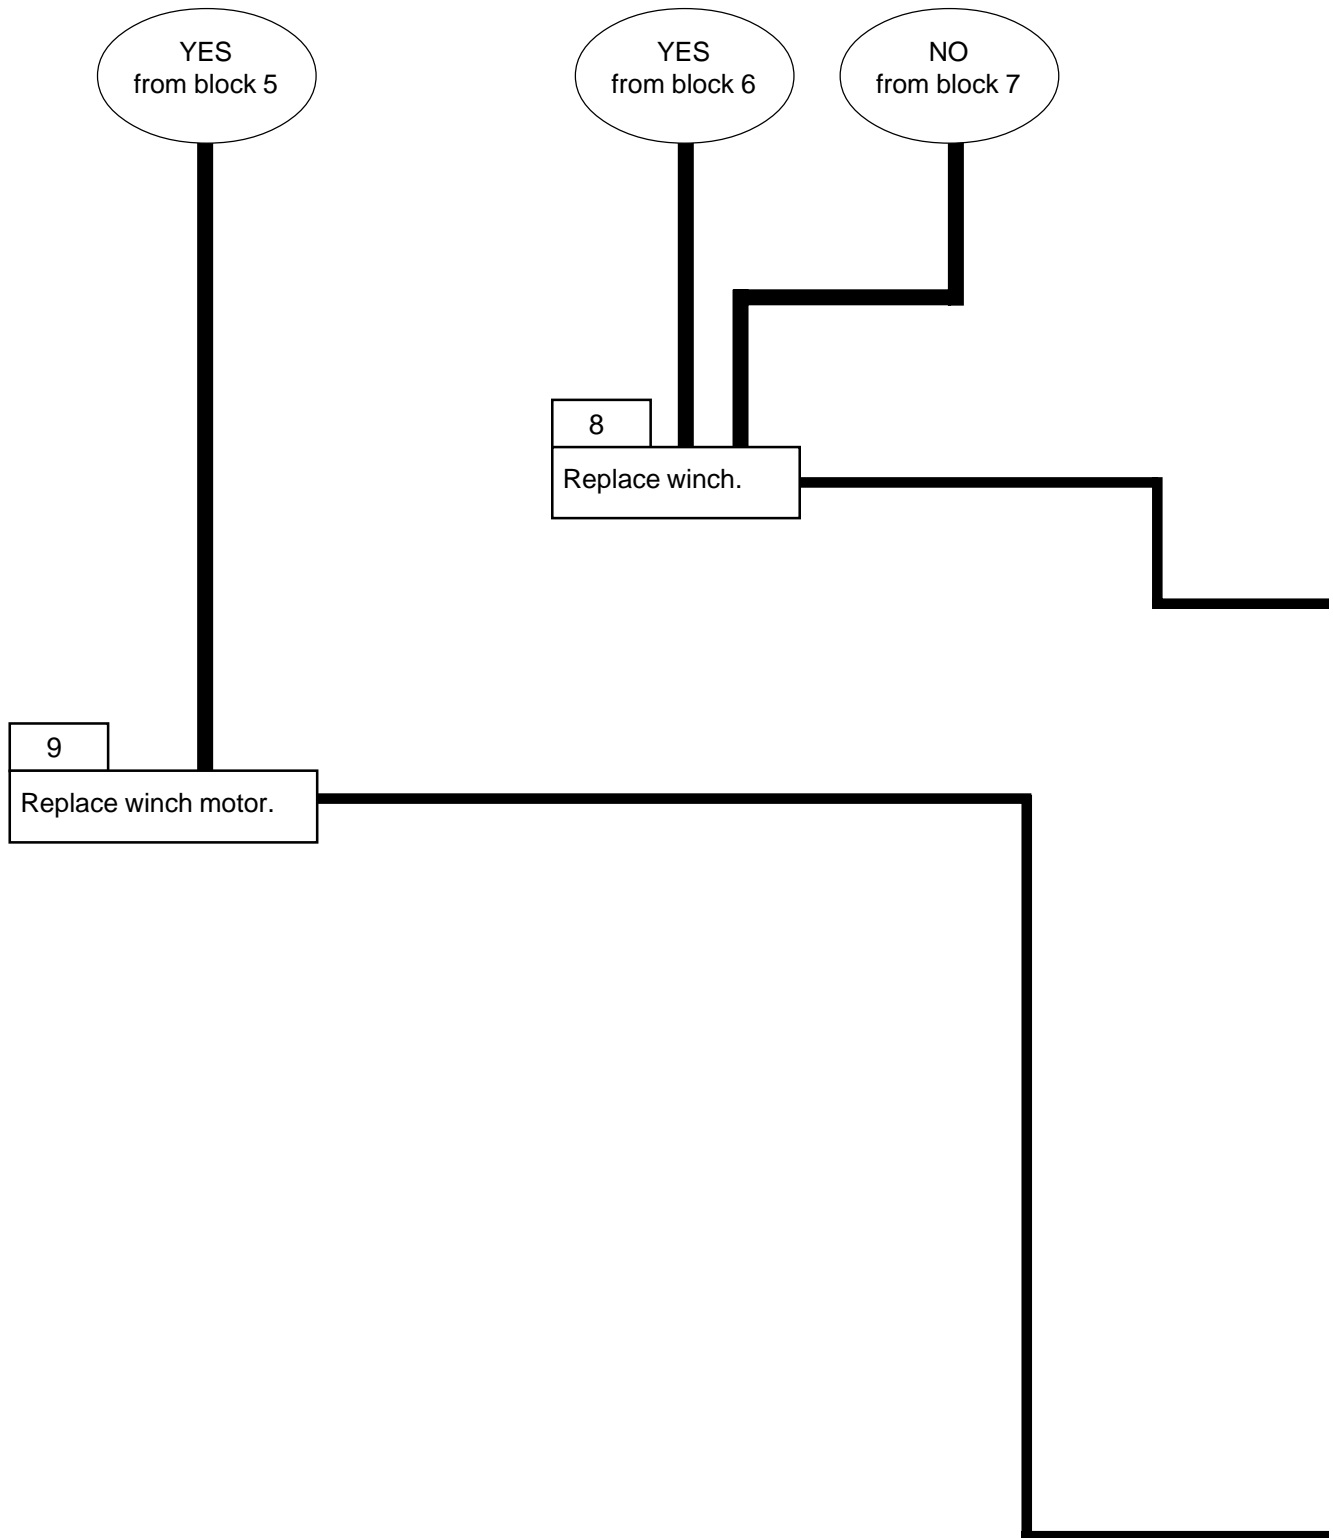 YES
from block 5
YES
from block 6
NO
from block 7
8
Replace winch.
9
Replace winch motor.